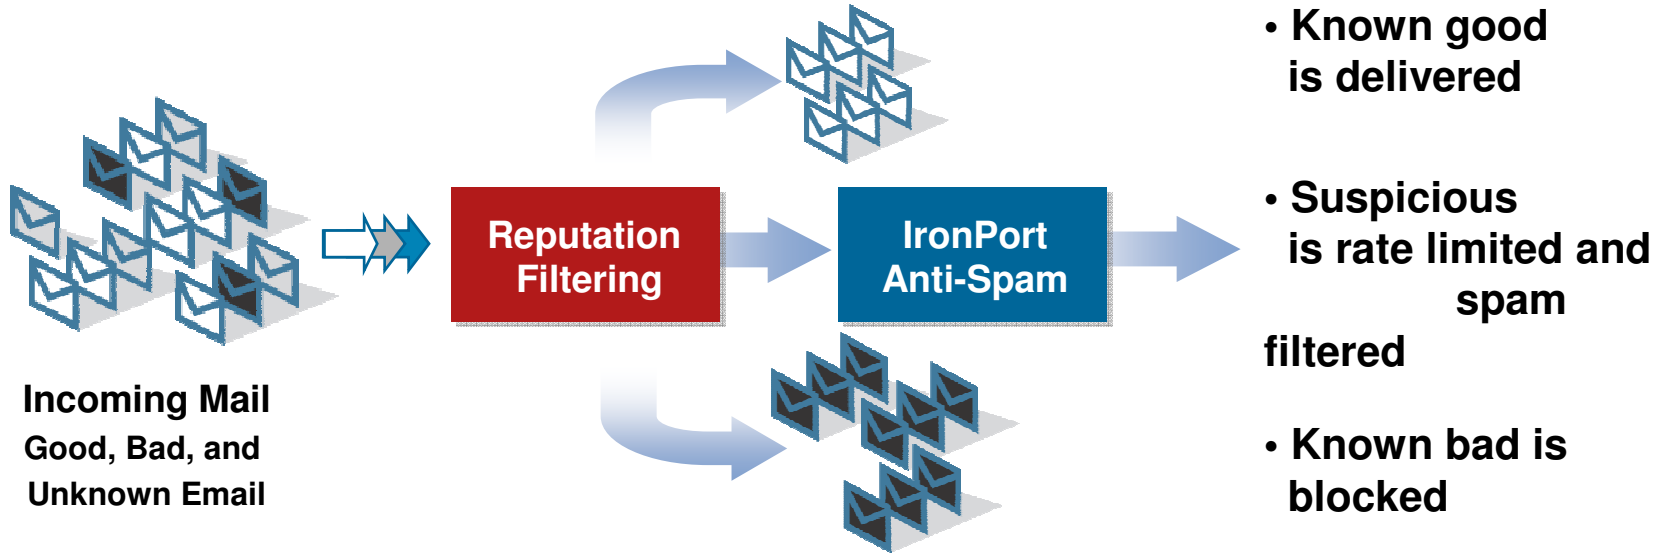 Incoming Mail
Good, Bad, and
Unknown Email
Reputation
Filtering
IronPort
Anti-Spam
• Known good
is delivered
• Suspicious
is rate limited and
spam
filtered
• Known bad is
blocked